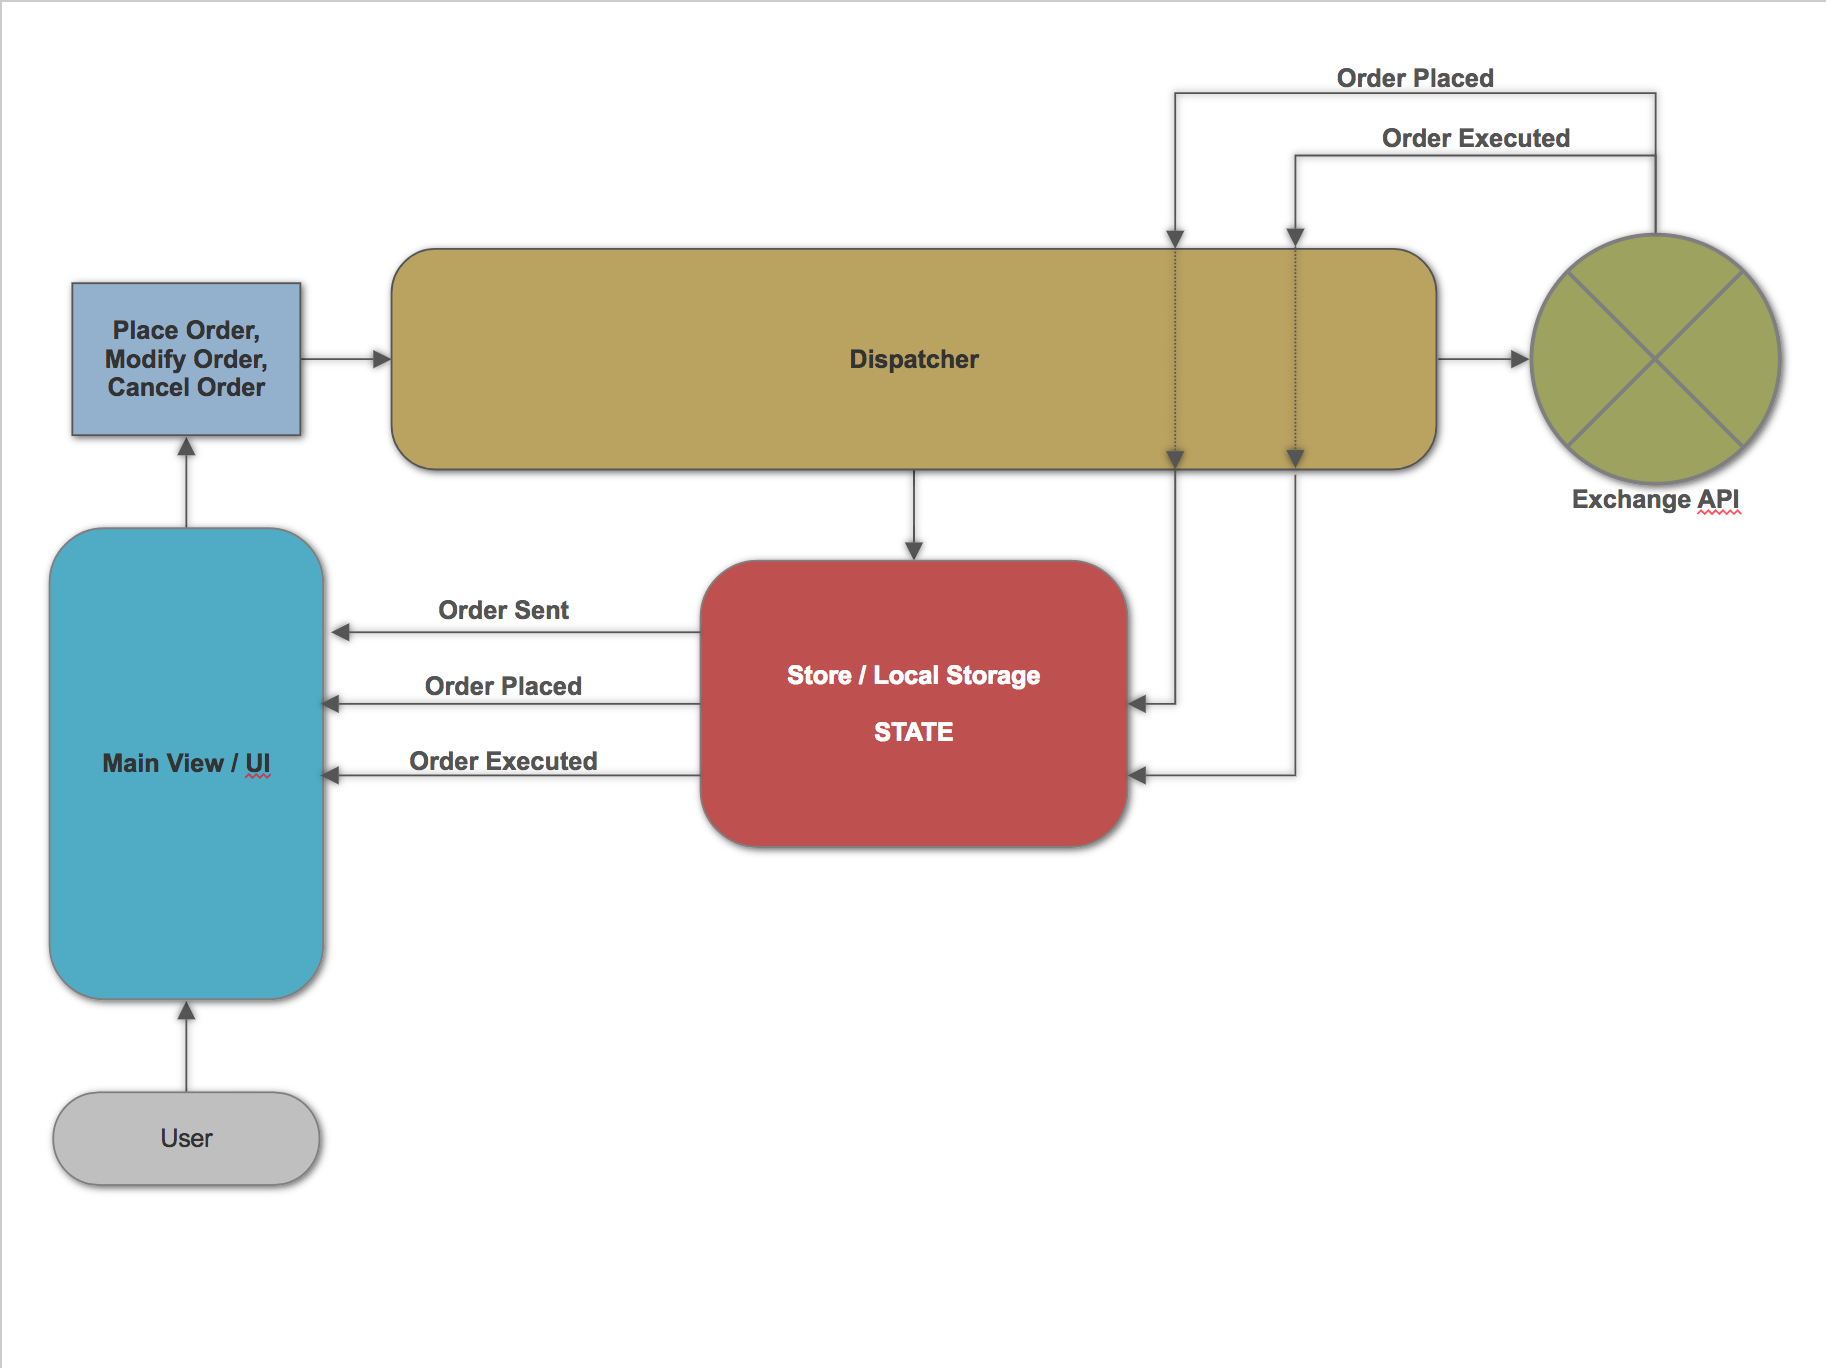 Order Placed
Order Executed
Place Order,
Modify Order,
Cancel Order
Dispatcher
Exchange API
Order Sent
Order Placed
Order Executed
Store / Local Storage
STATE
Main View / UI
User